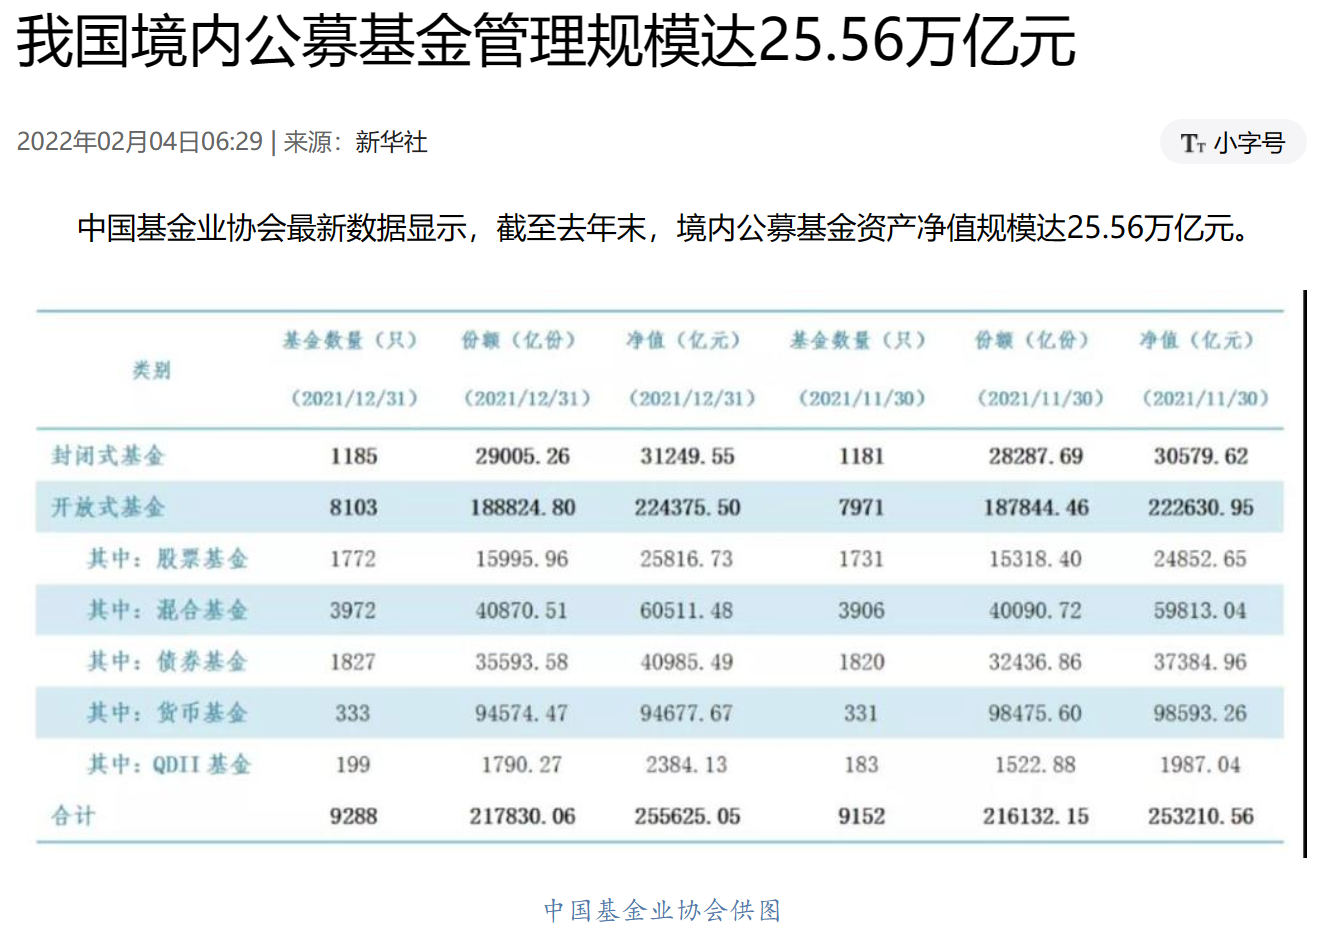 我国境内公募基金管理规模达25.56万亿元
2022年02月04日06:29 | 来源：新华社
TT 小字号
中国基金业协会最新数据显示，截至去年末，境内公募基金资产净值规模达25.56万亿元。
类别 基金数量（只） 份额（亿份） 净值（亿元） 基金数量（只） 份额（亿份） 净值（亿元）
（2021/12/31） （2021/12/31） （2021/12/31） （2021/11/30） （2021/11/30） （2021/11/30）
封闭式基金 1185 29005.26 31249.55 1181 28287.69 30579.62
开放式基金 8103 188824.80 224375.50 7971 187844.46 222630.95
其中：股票基金 1772 15995.96 25816.73 1731 15318.40 24852.65
其中：混合基金 3972 40870.51 60511.48 3906 40090.72 59813.04
其中：债券基金 1827 35593.58 40985.49 1820 32436.86 37384.96
其中：货币基金 333 94574.47 94677.67 331 98475.60 98593.26
其中：QDII 基金 199 1790.27 2384.13 183 1522.88 1987.04
合计 9288 217830.06 255625.05 9152 216132.15 253210.56
中国基金业协会供图